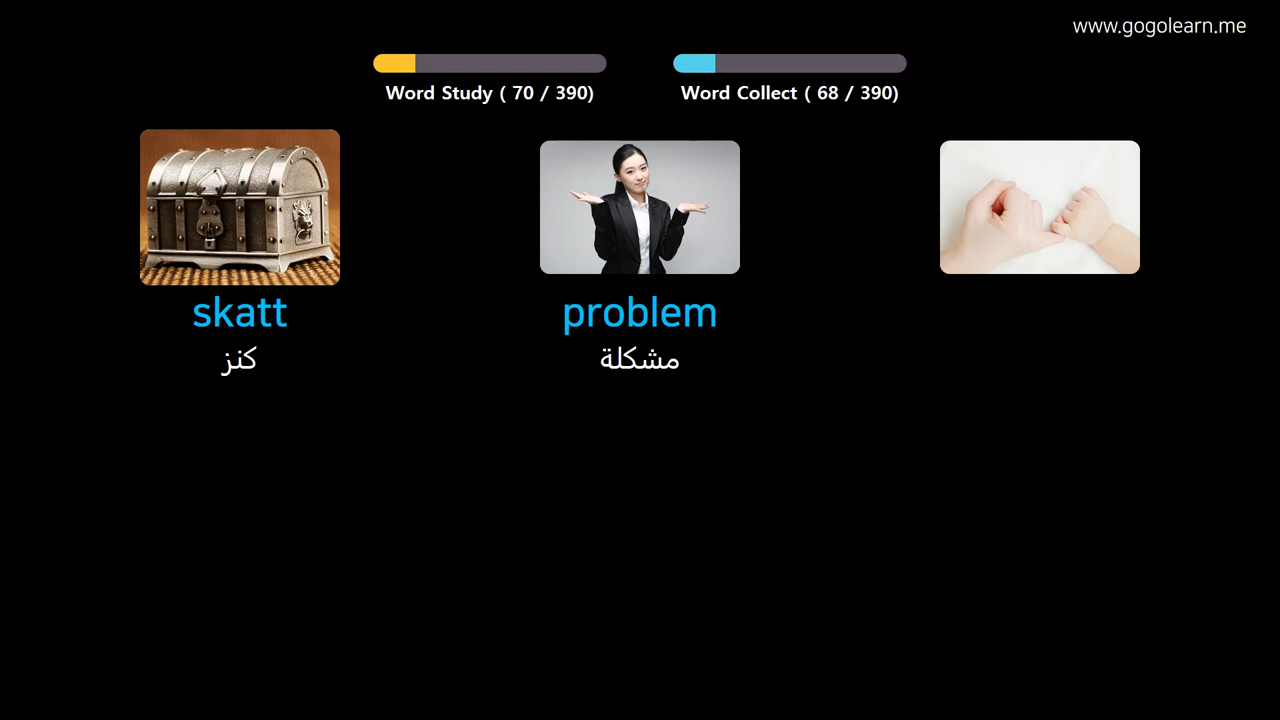 www.gogolearn.me
Word Study ( 70 / 390)
Word Collect ( 68 / 390)
skatt
كنز
problem
مشكلة